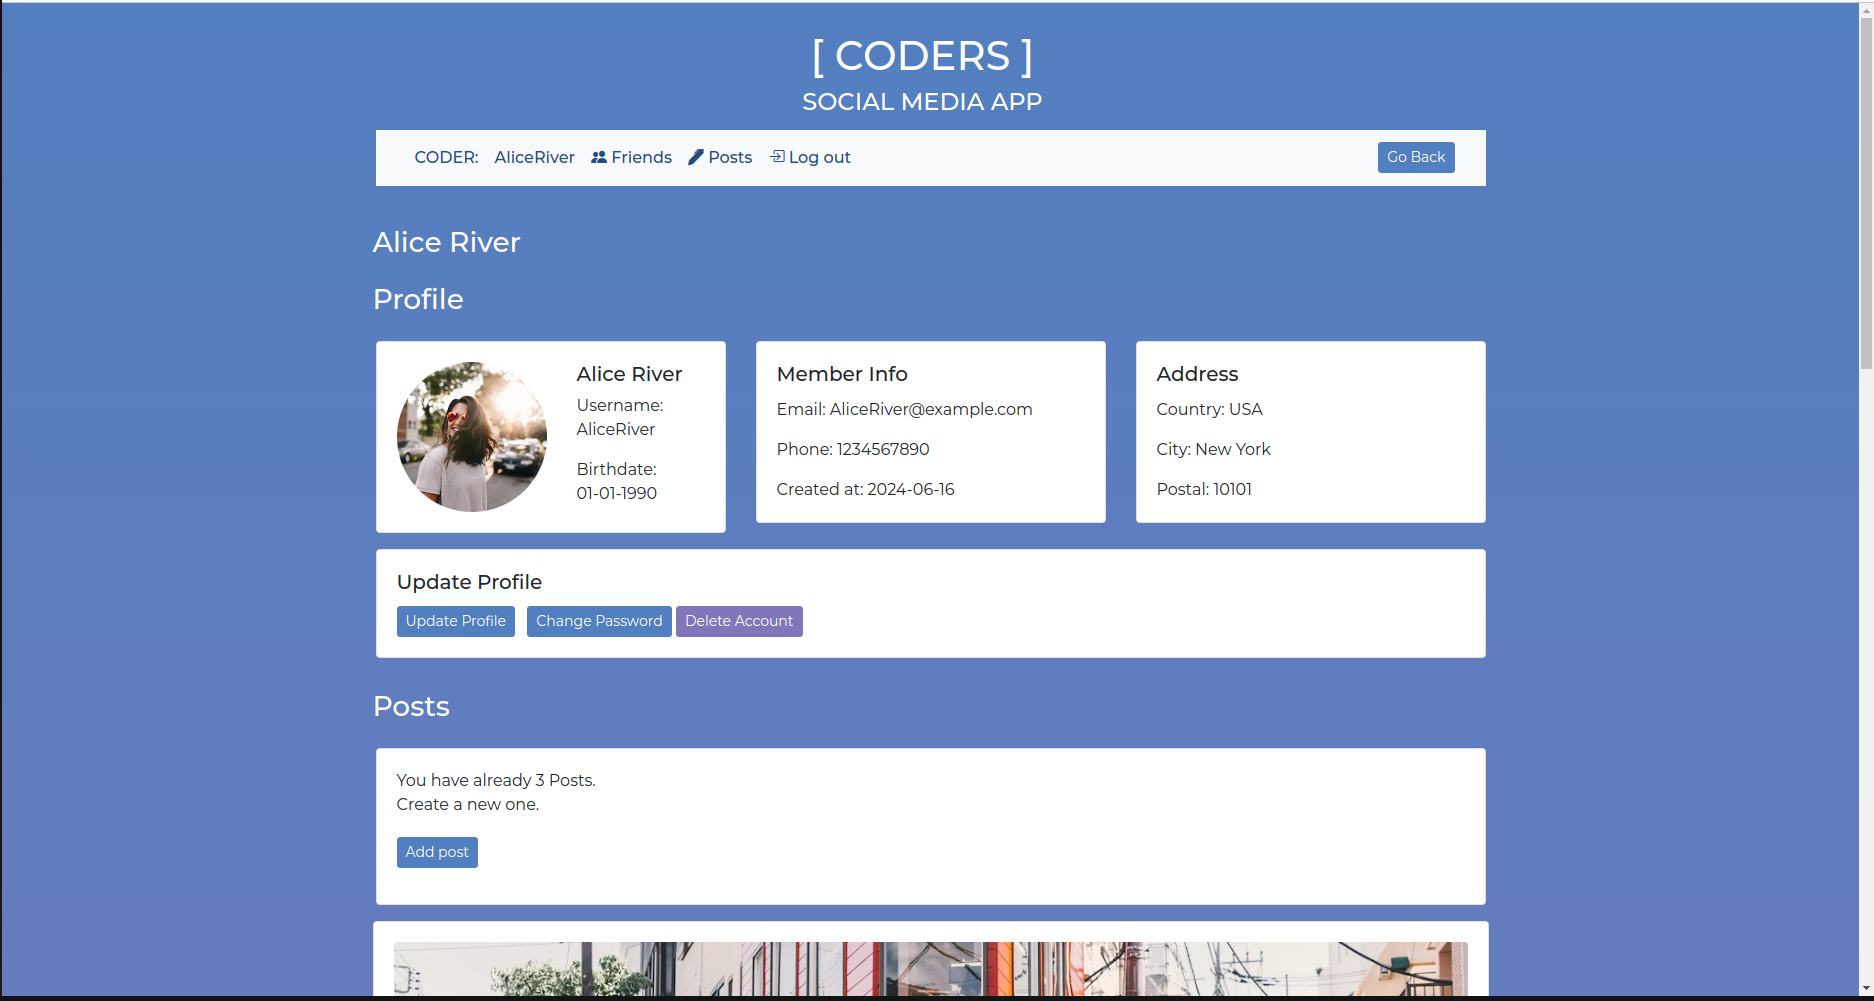 [ CODERS ]
SOCIAL MEDIA APP
CODER: AliceRiver Friends Posts Log out Go Back
Alice River
Profile
Alice River
Username:
AliceRiver
Birthdate:
01-01-1990
Member Info
Email: AliceRiver@example.com
Phone: 1234567890
Created at: 2024-06-16
Address
Country: USA
City: New York
Postal: 10101
Update Profile
Update Profile Change Password Delete Account
Posts
You have already 3 Posts.
Create a new one.
Add post